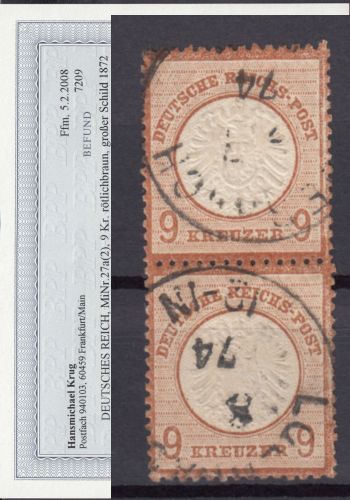 Ffm, 5.2.2008
7209
BEFUND
DEUTSCHES REICH, MiNr.27a(2), 9 Kr. rötlichbraun, großer Schild 1872
Hansmichael Krug
Postfach 940103, 60459 Frankfurt/Main
DEUTSCHE REICHS-POST
74
9 KREUZER 9
DEUTSCHE REICHS-POST
74
9 KREUZER 9